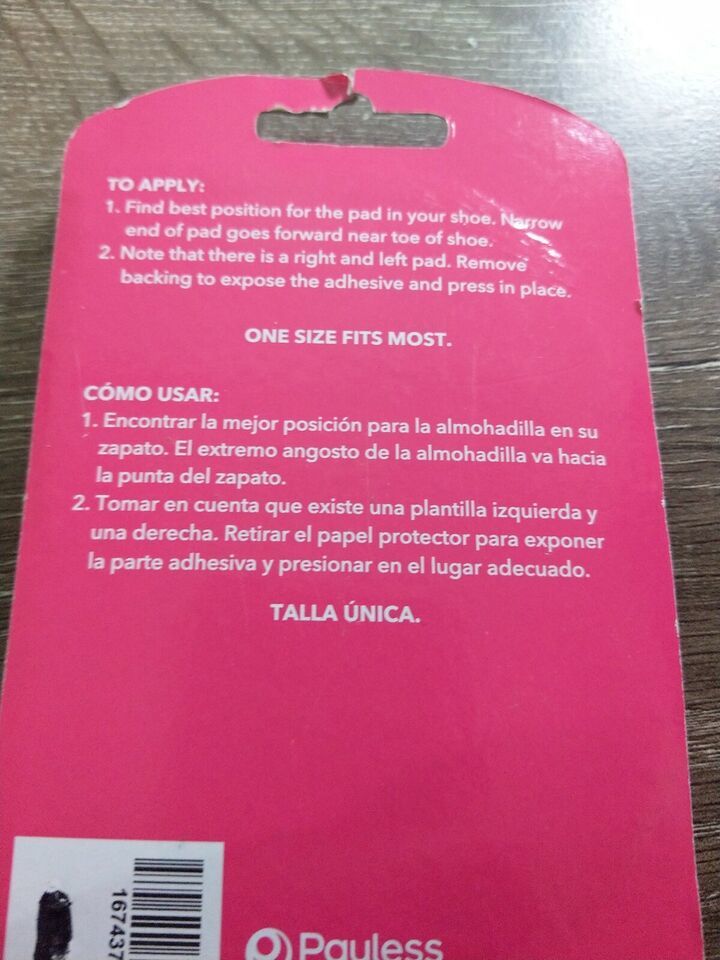 TO APPLY:
1. Find best position for the pad in your shoe. Narrow
end of pad goes forward near toe of shoe.
2. Note that there is a right and left pad. Remove
backing to expose the adhesive and press in place.
ONE SIZE FITS MOST.
CÓMO USAR:
1. Encontrar la mejor posición para la almohadilla en su
zapato. El extremo angosto de la almohadilla va hacia
la punta del zapato.
2. Tomar en cuenta que existe una plantilla izquierda y
una derecha. Retirar el papel protector para exponer
la parte adhesiva y presionar en el lugar adecuado.
TALLA ÚNICA.
167437
Payless